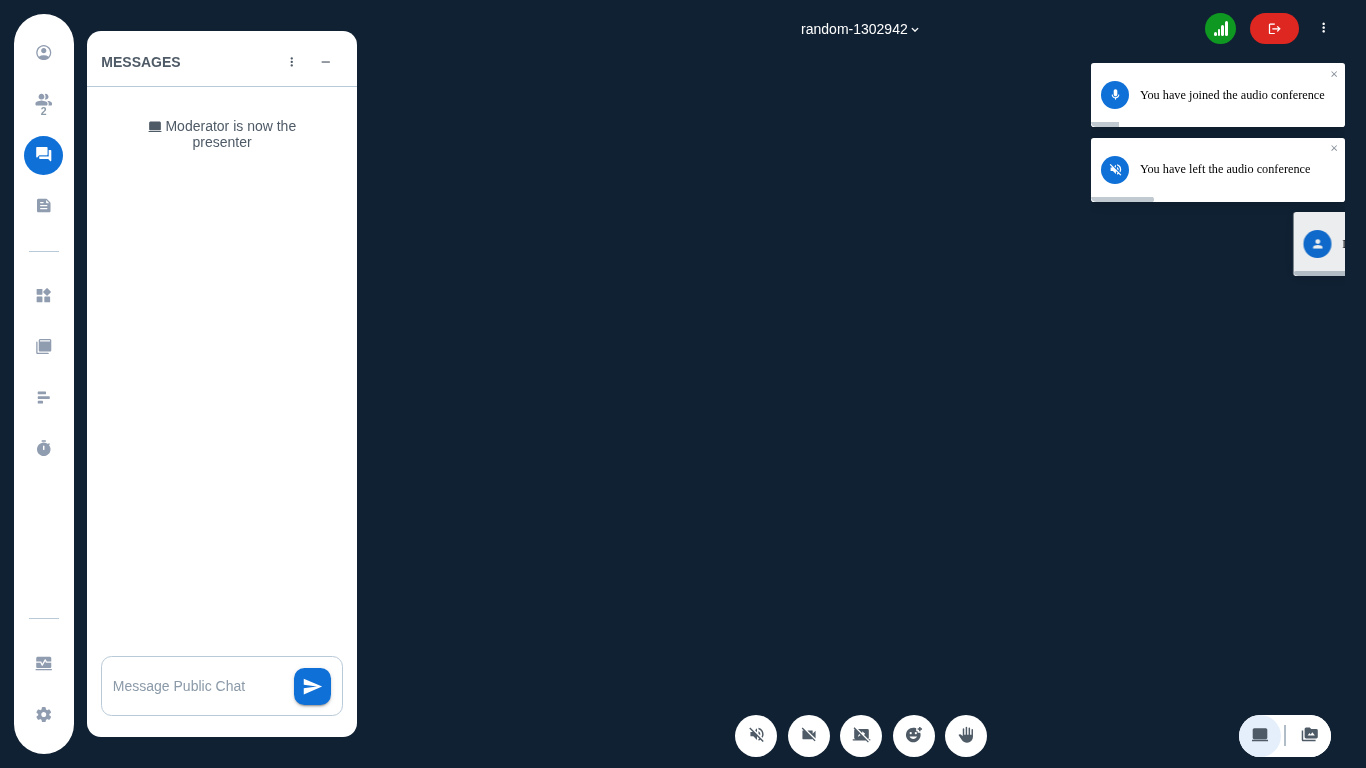 random-1302942
MESSAGES
2
Moderator is now the
presenter
You have joined the audio conference
You have left the audio conference
Message Public Chat